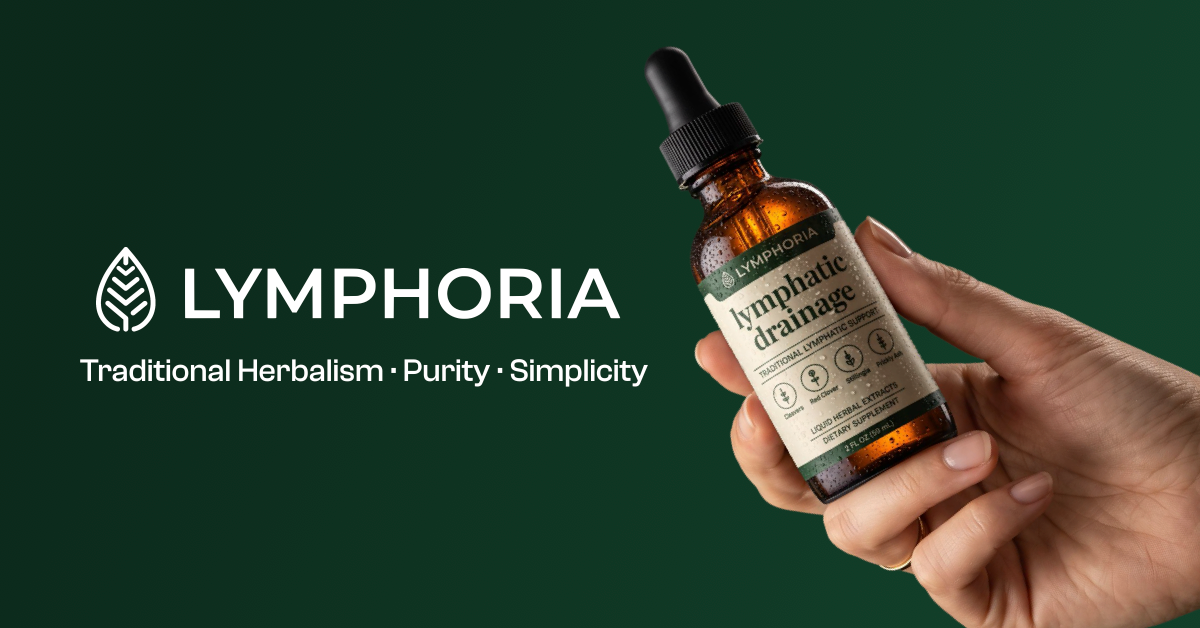 LYMPHORIA
Traditional Herbalism · Purity · Simplicity
LYMPHORIA
lymphatic
drainage
TRADITIONAL LYMPHATIC SUPPORT
Cleavers
Red Clover
Stillingia
Prickly Ash
LIQUID HERBAL EXTRACTS
DIETARY SUPPLEMENT
2 FL OZ (59 mL)